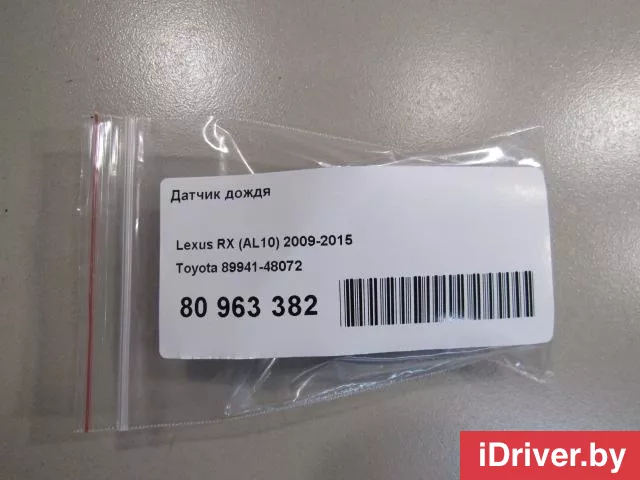 Датчик дождя
Lexus RX (AL10) 2009-2015
Toyota 89941-48072
80 963 382
iDriver.by